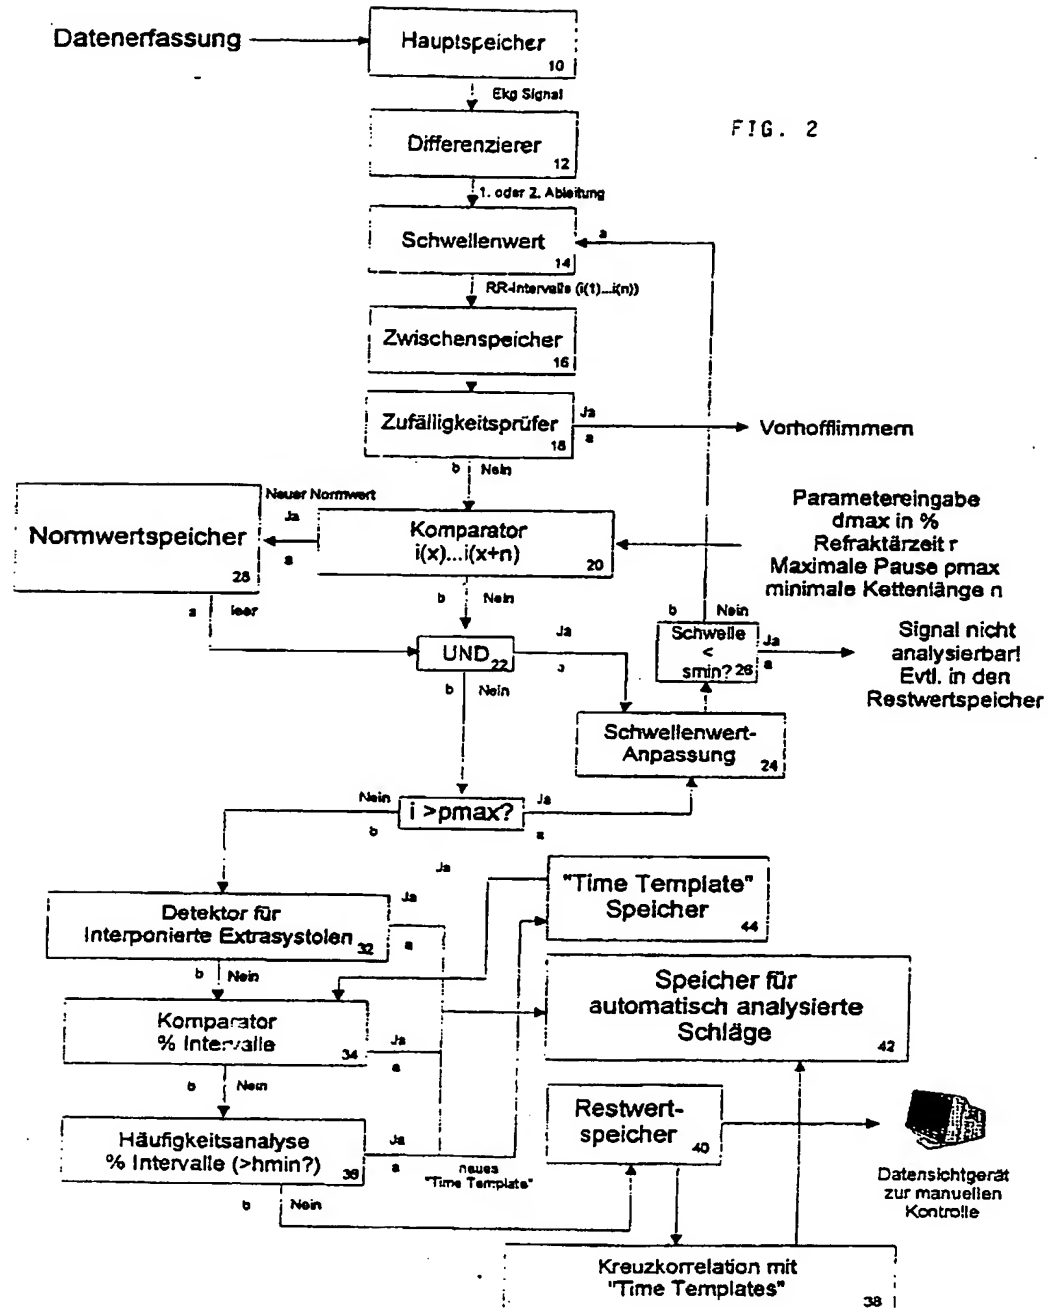 Datenerfassung
Hauptspeicher
10
Ekg Signal
FIG. 2
Differenzierer
12
1. oder 2. Ableitung
Schwellenwert
14
a
RR-Intervalle (i(1)...i(n))
Zwischenspeicher
16
Zufälligkeitsprüfer
18
Ja
a
Vorhofflimmern
b Nein
Neuer Normwert
Ja
a
Normwertspeicher
28
Komparator
i(x)...i(x+n)
20
Parametereingabe
dmax in %
Refraktärzeit r
Maximale Pause pmax
minimale Kettenlänge n
a leer
b Nein
UND
22
Ja
b Nein
b Nein
Schwelle
<
smin? 26
Ja
a
Signal nicht
analysierbar!
Evtl. in den
Restwertspeicher
Schwellenwert-
Anpassung
24
Nein
b
i >pmax?
Ja
a
Ja
Detektor für
Interponierte Extrasystolen
32
Ja
a
"Time Template"
Speicher
44
b Nein
Komparator
% Intervalle
34
Ja
a
Speicher für
automatisch analysierte
Schläge
42
b Nein
Häufigkeitsanalyse
% Intervalle (>hmin?)
36
Ja
a
neues
"Time Template"
Restwert-
speicher
40
Datensichtgerät
zur manuellen
Kontrolle
b Nein
Kreuzkorrelation mit
"Time Templates"
38